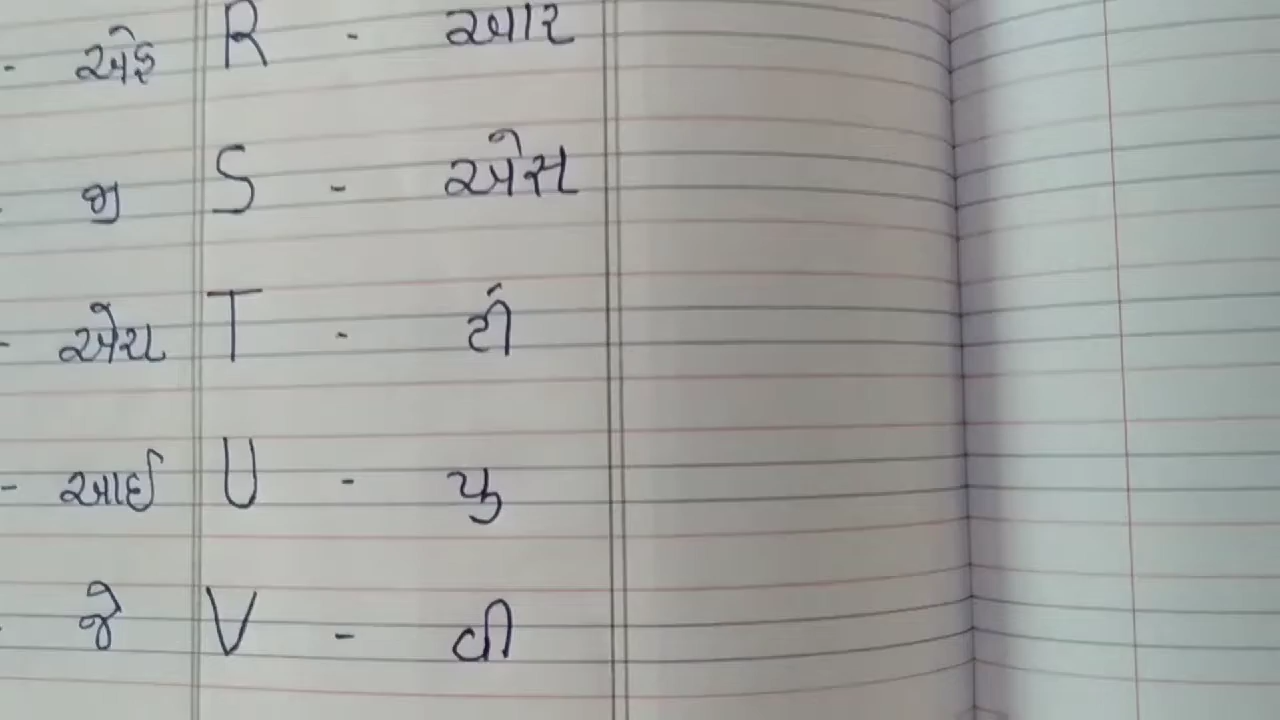 - એફ R - આર
- જી S - એસ
- એચ T - ટી
- આઈ U - યુ
- જે V - વી